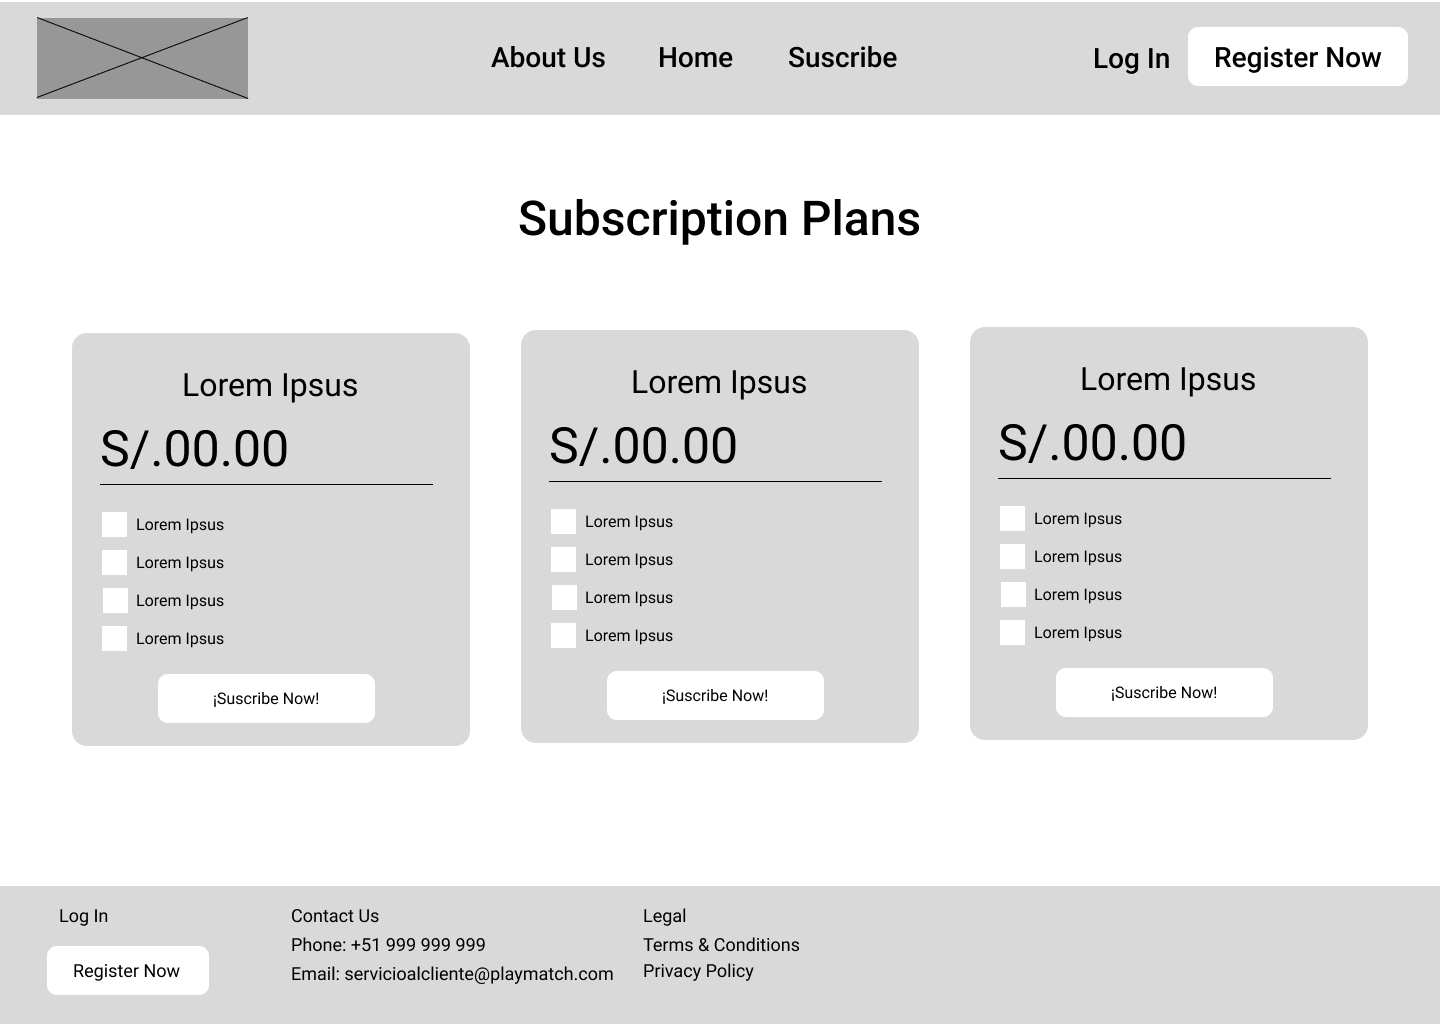 About Us Home Suscribe Log In Register Now
Subscription Plans
Lorem Ipsus
S/.00.00
Lorem Ipsus
Lorem Ipsus
Lorem Ipsus
Lorem Ipsus
¡Suscribe Now!
Lorem Ipsus
S/.00.00
Lorem Ipsus
Lorem Ipsus
Lorem Ipsus
Lorem Ipsus
¡Suscribe Now!
Lorem Ipsus
S/.00.00
Lorem Ipsus
Lorem Ipsus
Lorem Ipsus
Lorem Ipsus
¡Suscribe Now!
Log In
Register Now
Contact Us
Phone: +51 999 999 999
Email: servicioalcliente@playmatch.com
Legal
Terms & Conditions
Privacy Policy